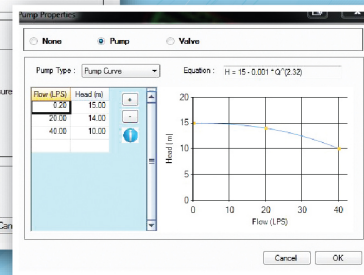 Pump Properties
None Pump Valve
Pump Type : Pump Curve Equation : H = 15 - 0.001 * Q^(2.32)
Flow (LPS) Head (m)
0.20 15.00
20.00 14.00
40.00 10.00
+
-
Head (m)
20
15
10
5
0
0 10 20 30 40
Flow (LPS)
Cancel OK
ure
Can